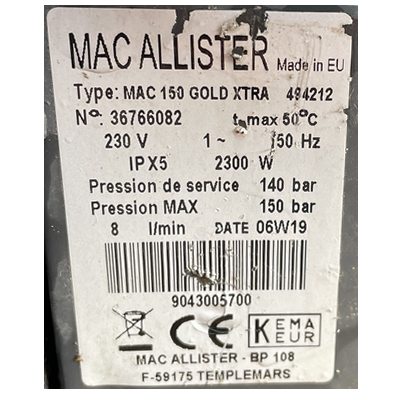 MAC ALLISTER Made in EU
Type: MAC 150 GOLD XTRA 494212
Nº: 36766082 t. max 50°C
230 V 1~ 50 Hz
IPX5 2300 W
Pression de service 140 bar
Pression MAX 150 bar
8 l/min DATE 06W19
9043005700
CE KEMA EUR
MAC ALLISTER - BP 108
F-59175 TEMPLEMARS